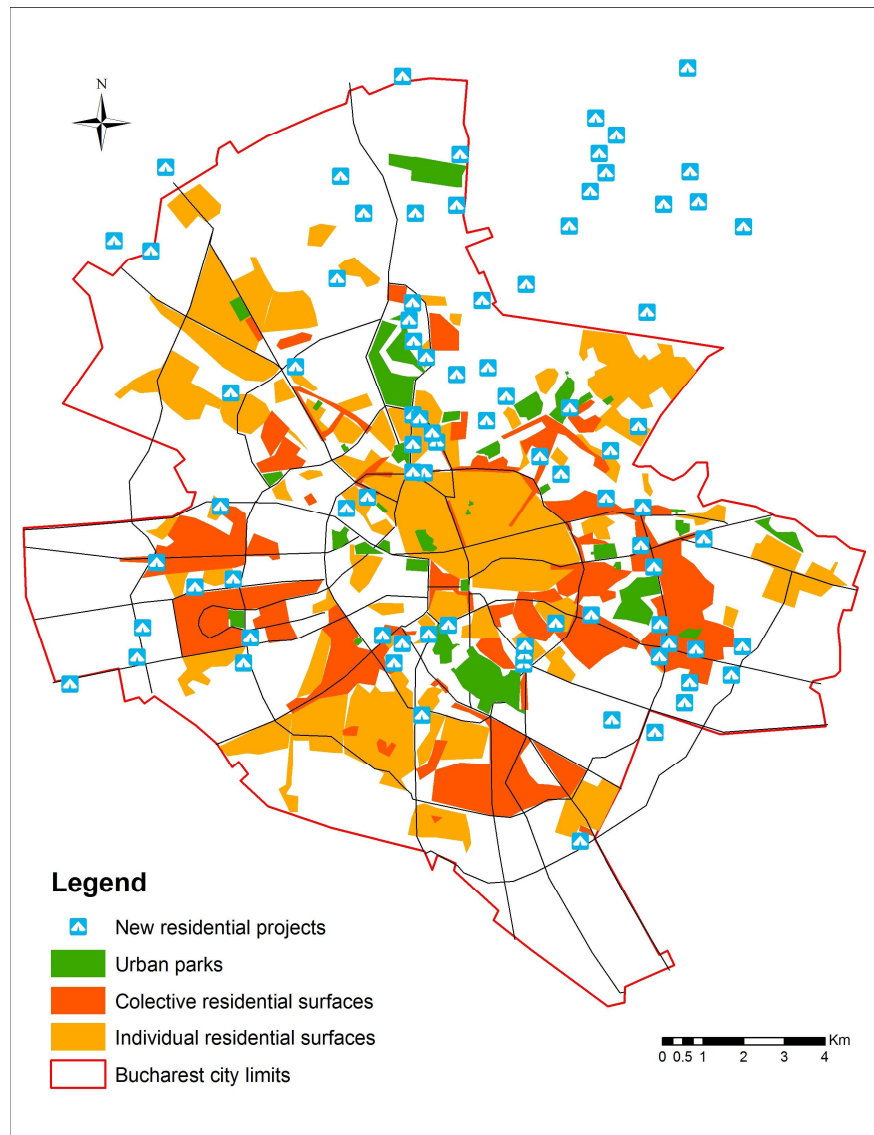 N
Legend
New residential projects
Urban parks
Colective residential surfaces
Individual residential surfaces
Bucharest city limits
Km
0 0.5 1 2 3 4